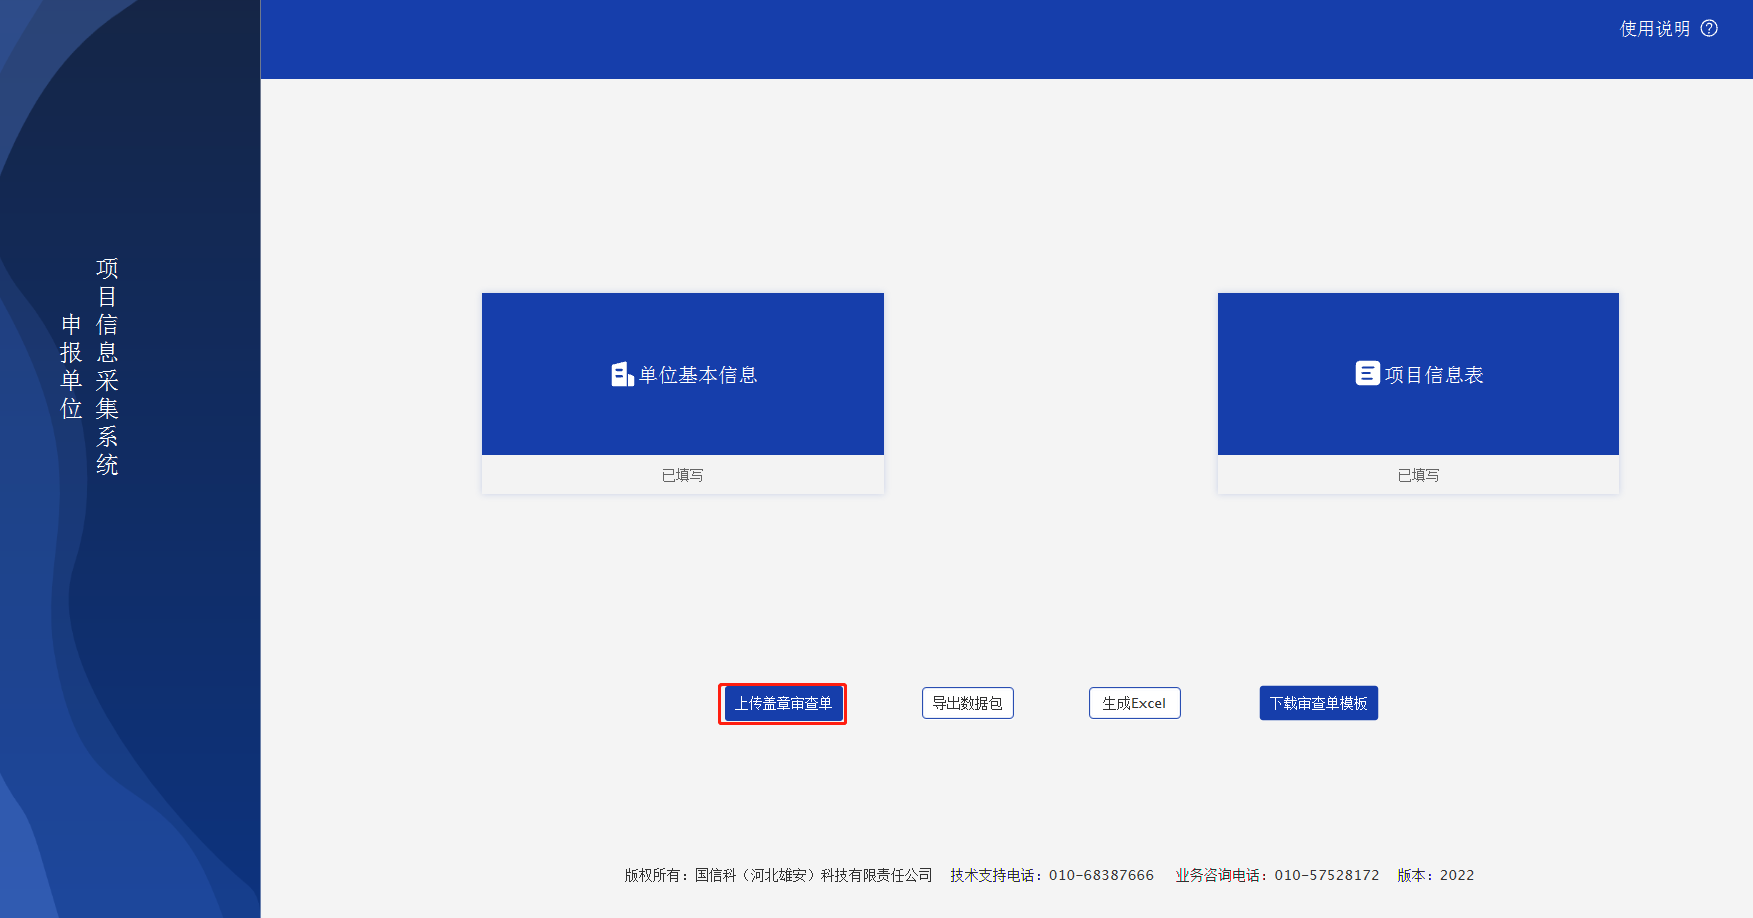 使用说明
项目信息采集系统
申报单位
单位基本信息
已填写
项目信息表
已填写
上传盖章审查单
导出数据包
生成Excel
下载审查单模板
版权所有：国信科（河北雄安）科技有限责任公司 技术支持电话：010-68387666 业务咨询电话：010-57528172 版本：2022